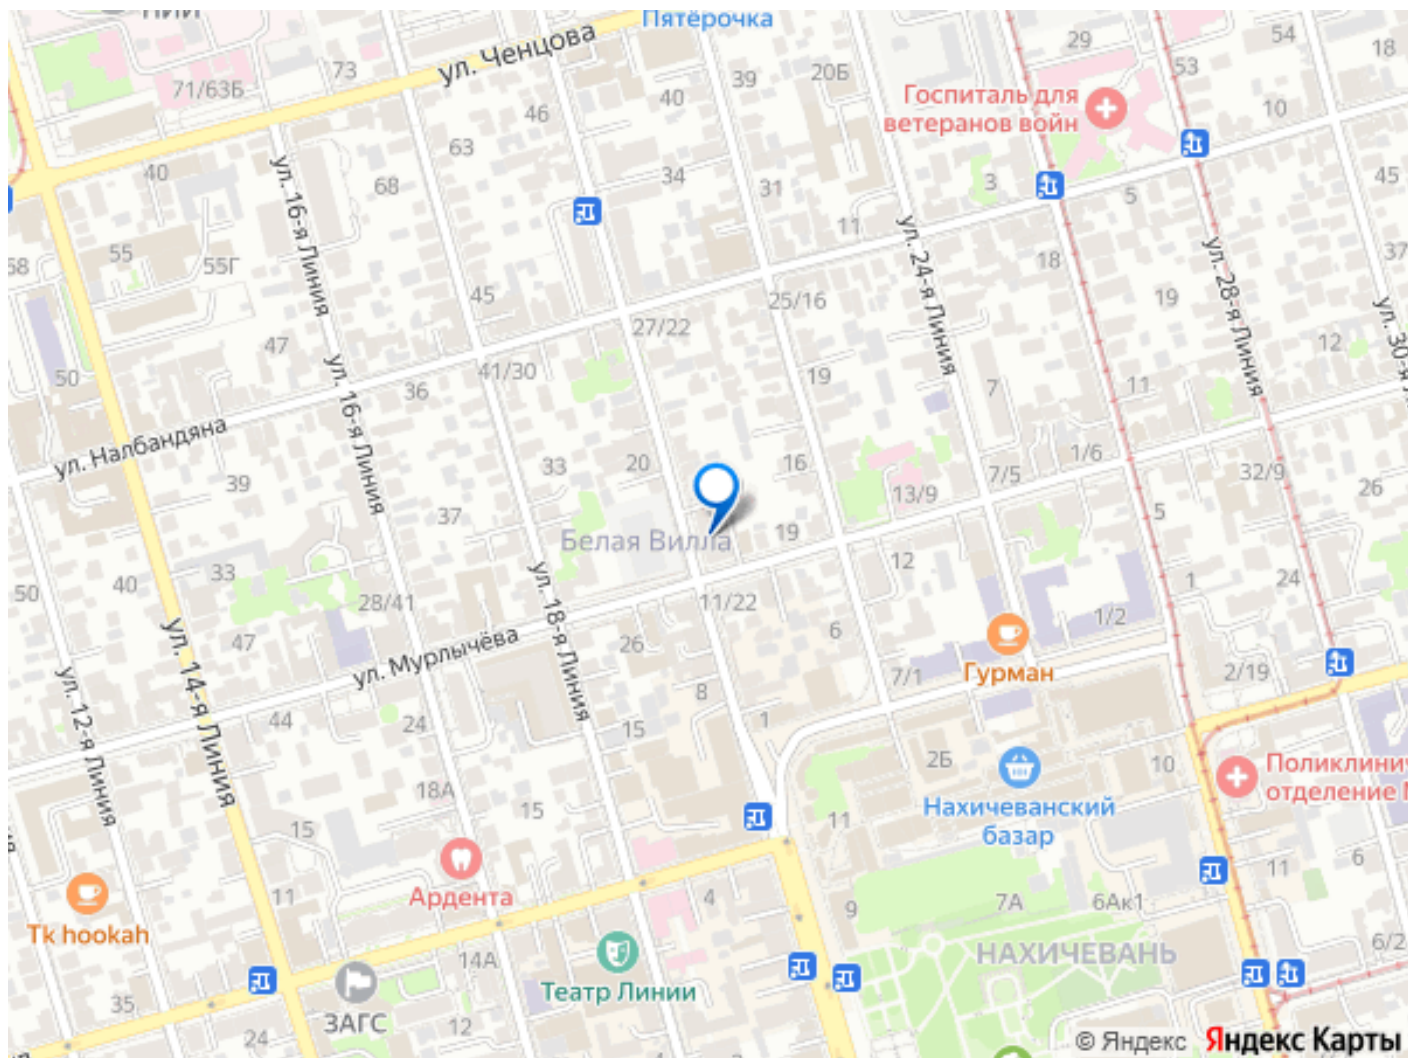 НИИ
Пятёрочка
ул. Ченцова
73
71/63Б
39
20Б
29
54
18
53
46
40
Госпиталь для
ветеранов войн
10
63
40
68
34
31
3
5
45
ул. 16-я Линия
11
ул. 24-я Линия
18
ул. 28-я Линия
37
55
55Г
68
45
25/16
19
ул. 30-я Л
27/22
47
12
50
36
41/30
19
7
11
ул. 16-я Линия
ул. Налбандяна
39
33
20
16
1/6
7/5
32/9
26
13/9
37
5
Белая Вилла
19
12
33
40
50
ул. 18-я Линия
1
24
28/41
11/22
1/2
47
ул. 14-я Линия
26
6
ул. Мурлычёва
Гурман
7/1
2/19
ул. 12-я Линия
8
44
24
15
1
2Б
10
Поликлинич
отделение М
18А
15
Нахичеванский
базар
15
11
6
11
Ардента
11
4
9
7А
6Ак1
Tk hookah
НАХИЧЕВАНЬ
6/2
14А
Театр Линии
35
ЗАГС
12
24
© Яндекс
Яндекс Карты